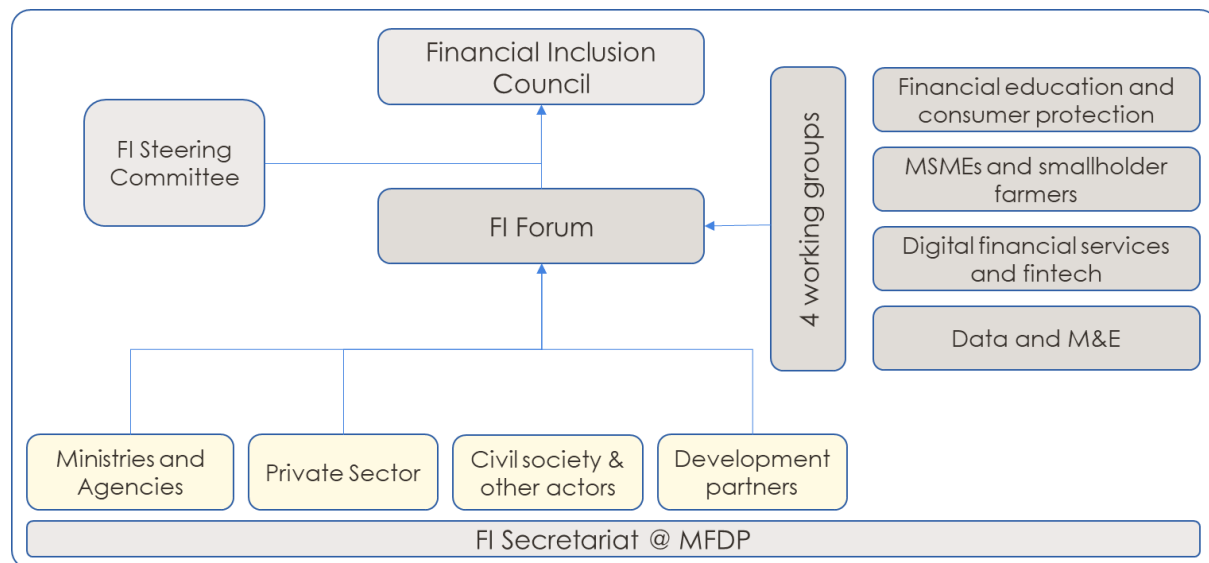 Financial Inclusion
Council
FI Steering
Committee
FI Forum
4 working groups
Financial education and
consumer protection
MSMEs and smallholder
farmers
Digital financial services
and fintech
Data and M&E
Ministries and
Agencies
Private Sector
Civil society &
other actors
Development
partners
FI Secretariat @ MFDP